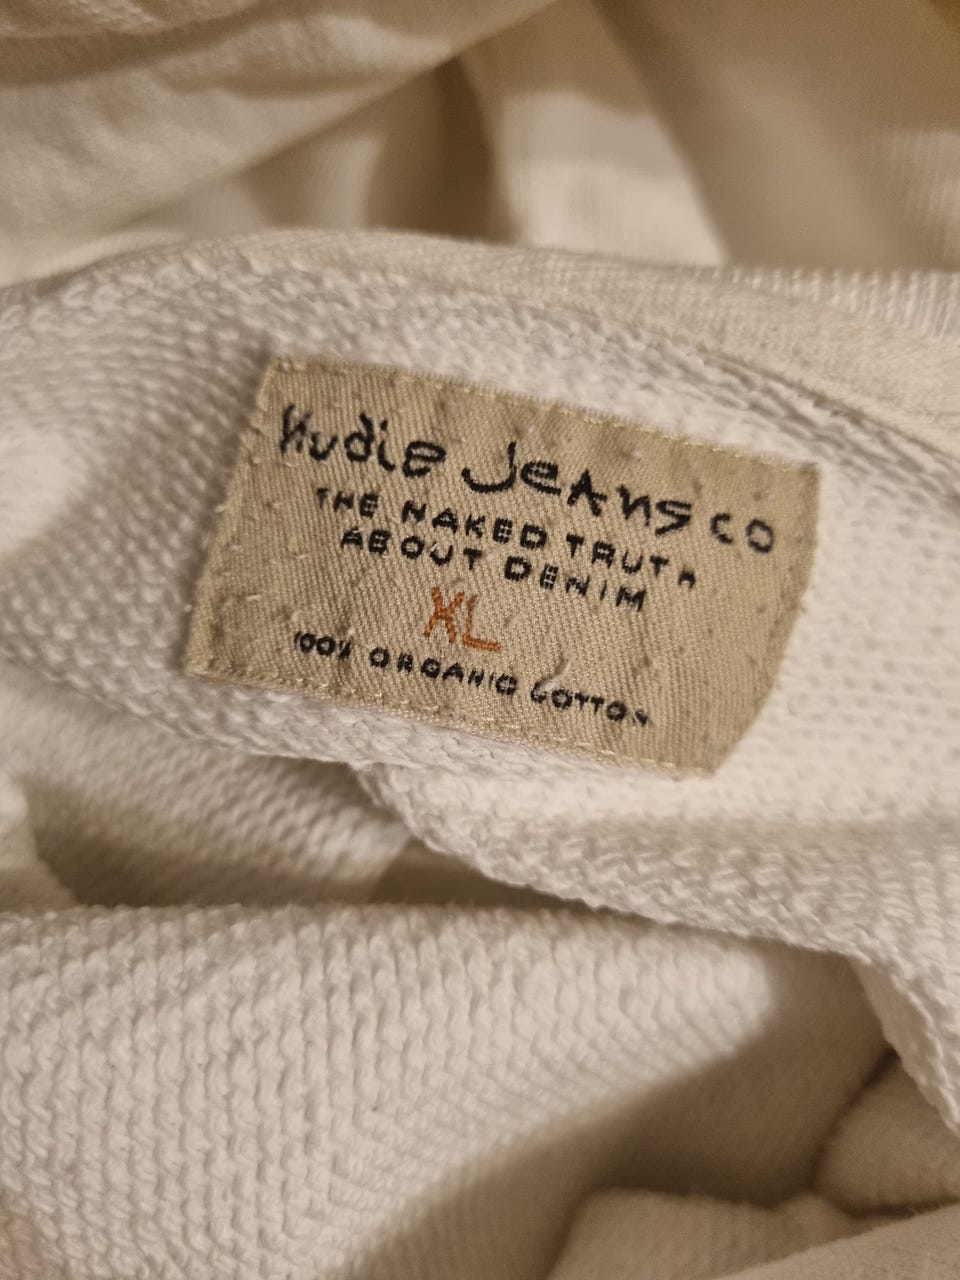 Nudie Jeans co
THE NAKED TRUTH
ABOUT DENIM
XL
100% ORGANIC COTTON